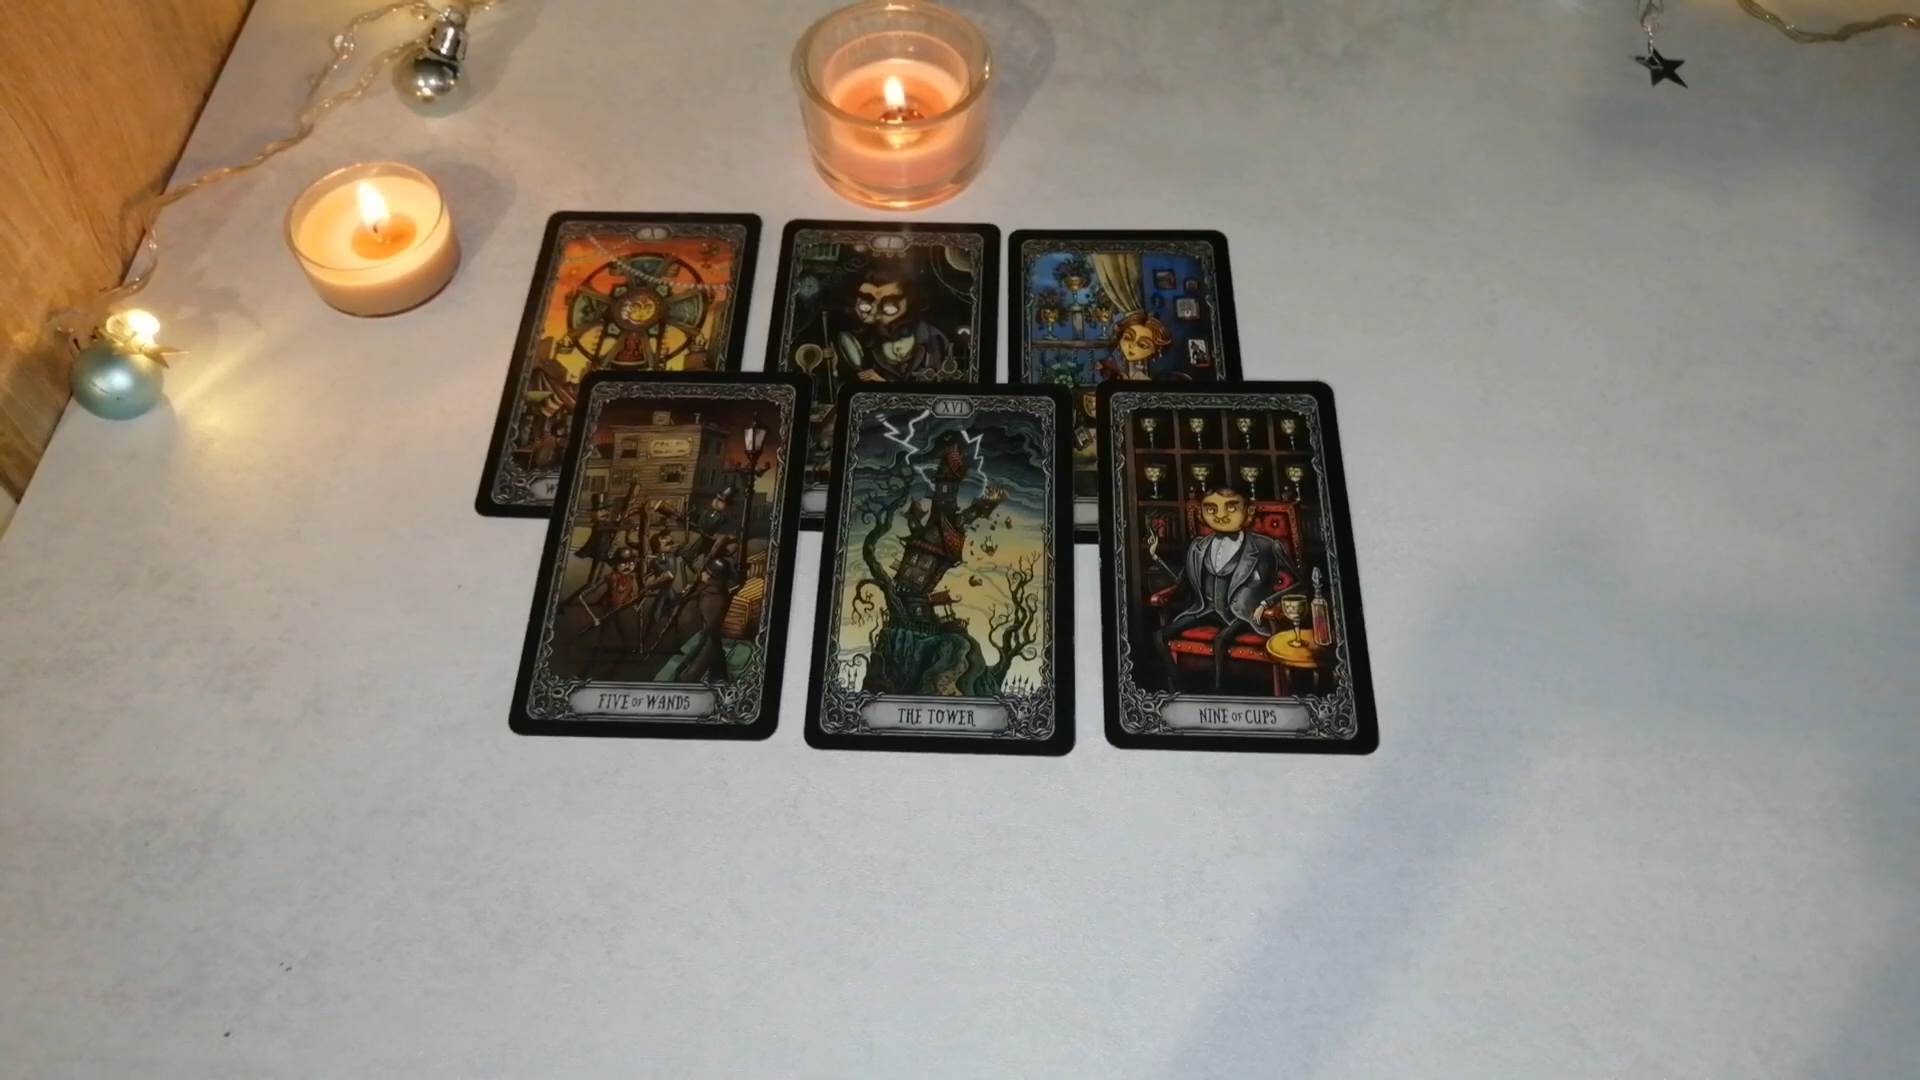 X
I
XVI
FIVE OF WANDS
THE TOWER
NINE OF CUPS